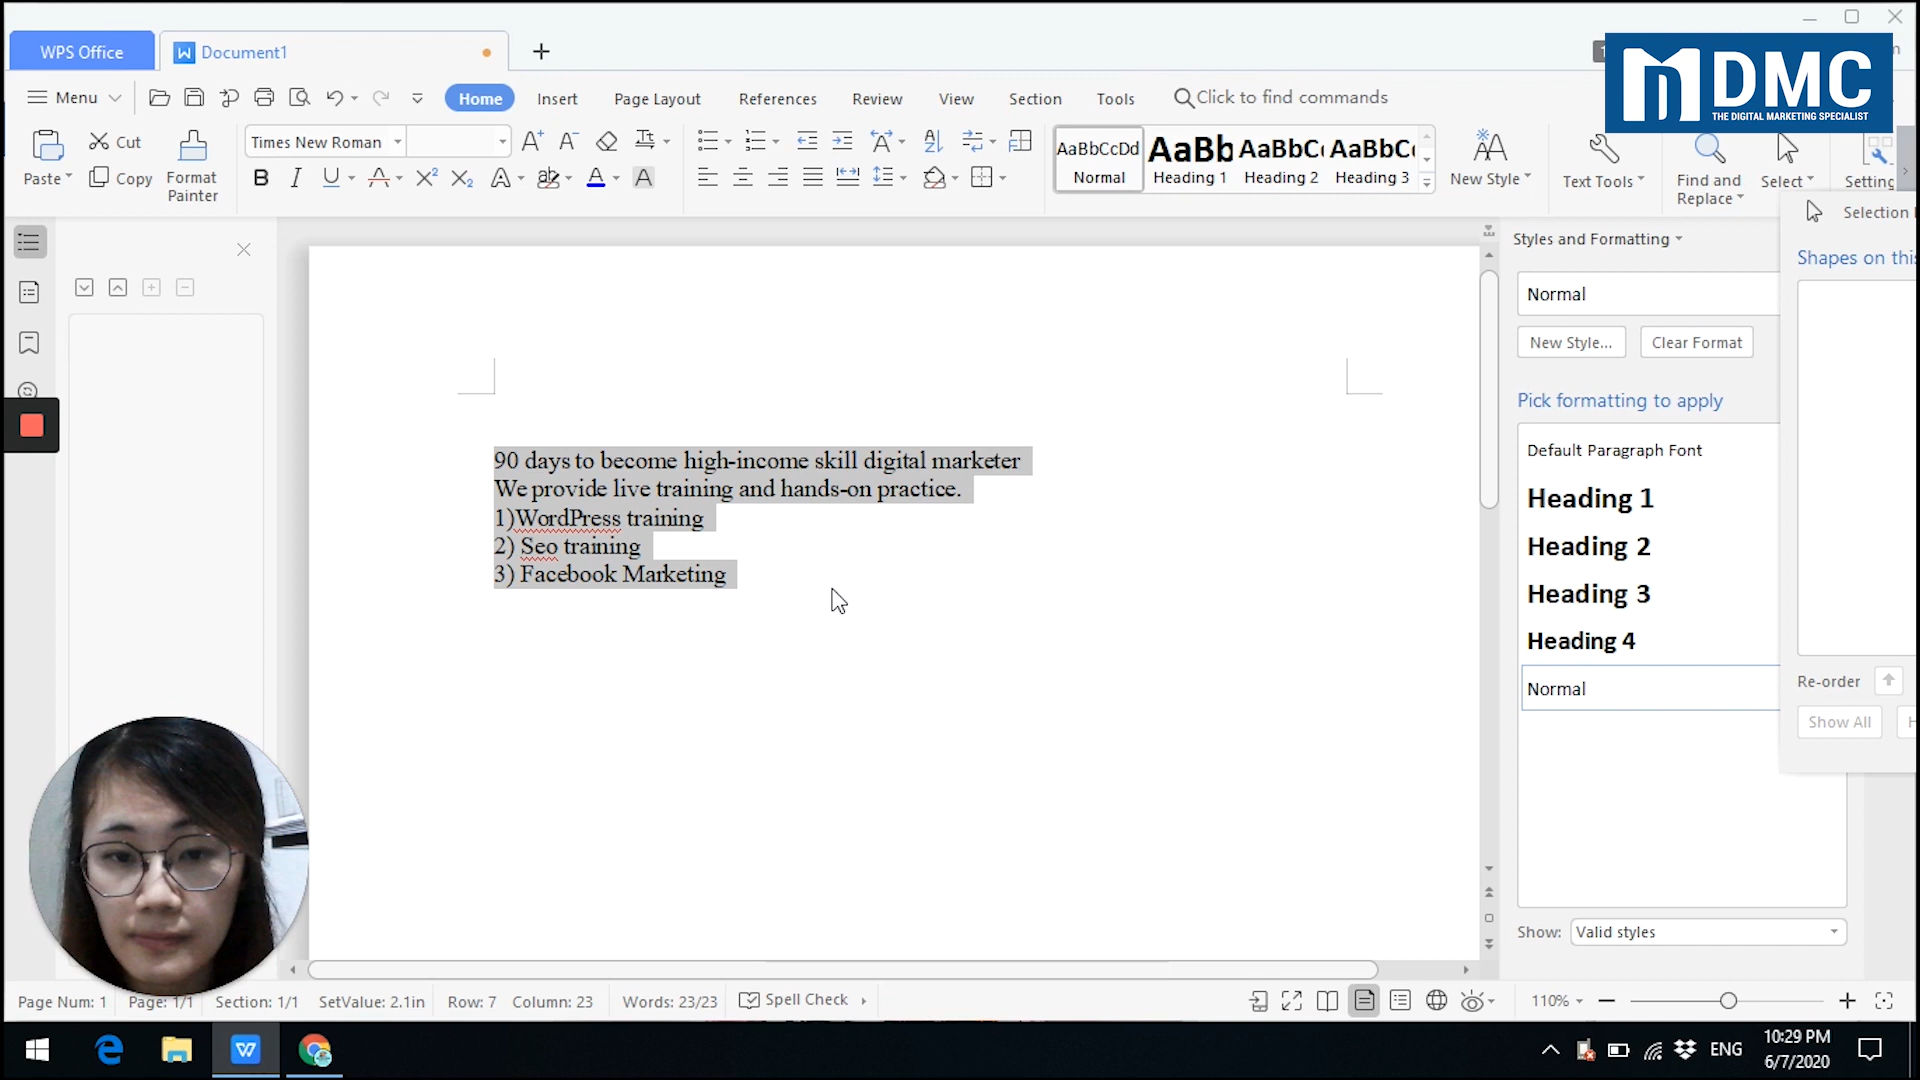 WPS Office
Document1
DMC
THE DIGITAL MARKETING SPECIALIST
Menu
Home
Insert
Page Layout
References
Review
View
Section
Tools
Click to find commands
Paste
Cut
Copy
Format
Painter
Times New Roman
AaBbCcDd
Normal
AaBb
Heading 1
AaBbC
Heading 2
AaBbC
Heading 3
New Style
Text Tools
Find and
Replace
Select
Setting
Selection
Styles and Formatting
Shapes on this
Normal
New Style...
Clear Format
Pick formatting to apply
Default Paragraph Font
Heading 1
Heading 2
Heading 3
Heading 4
Normal
Re-order
Show All
H
Show:
Valid styles
90 days to become high-income skill digital marketer
We provide live training and hands-on practice.
1)WordPress training
2) Seo training
3) Facebook Marketing
Page Num: 1
Page: 1/1
Section: 1/1
SetValue: 2.1in
Row: 7
Column: 23
Words: 23/23
Spell Check
110%
ENG
10:29 PM
6/7/2020